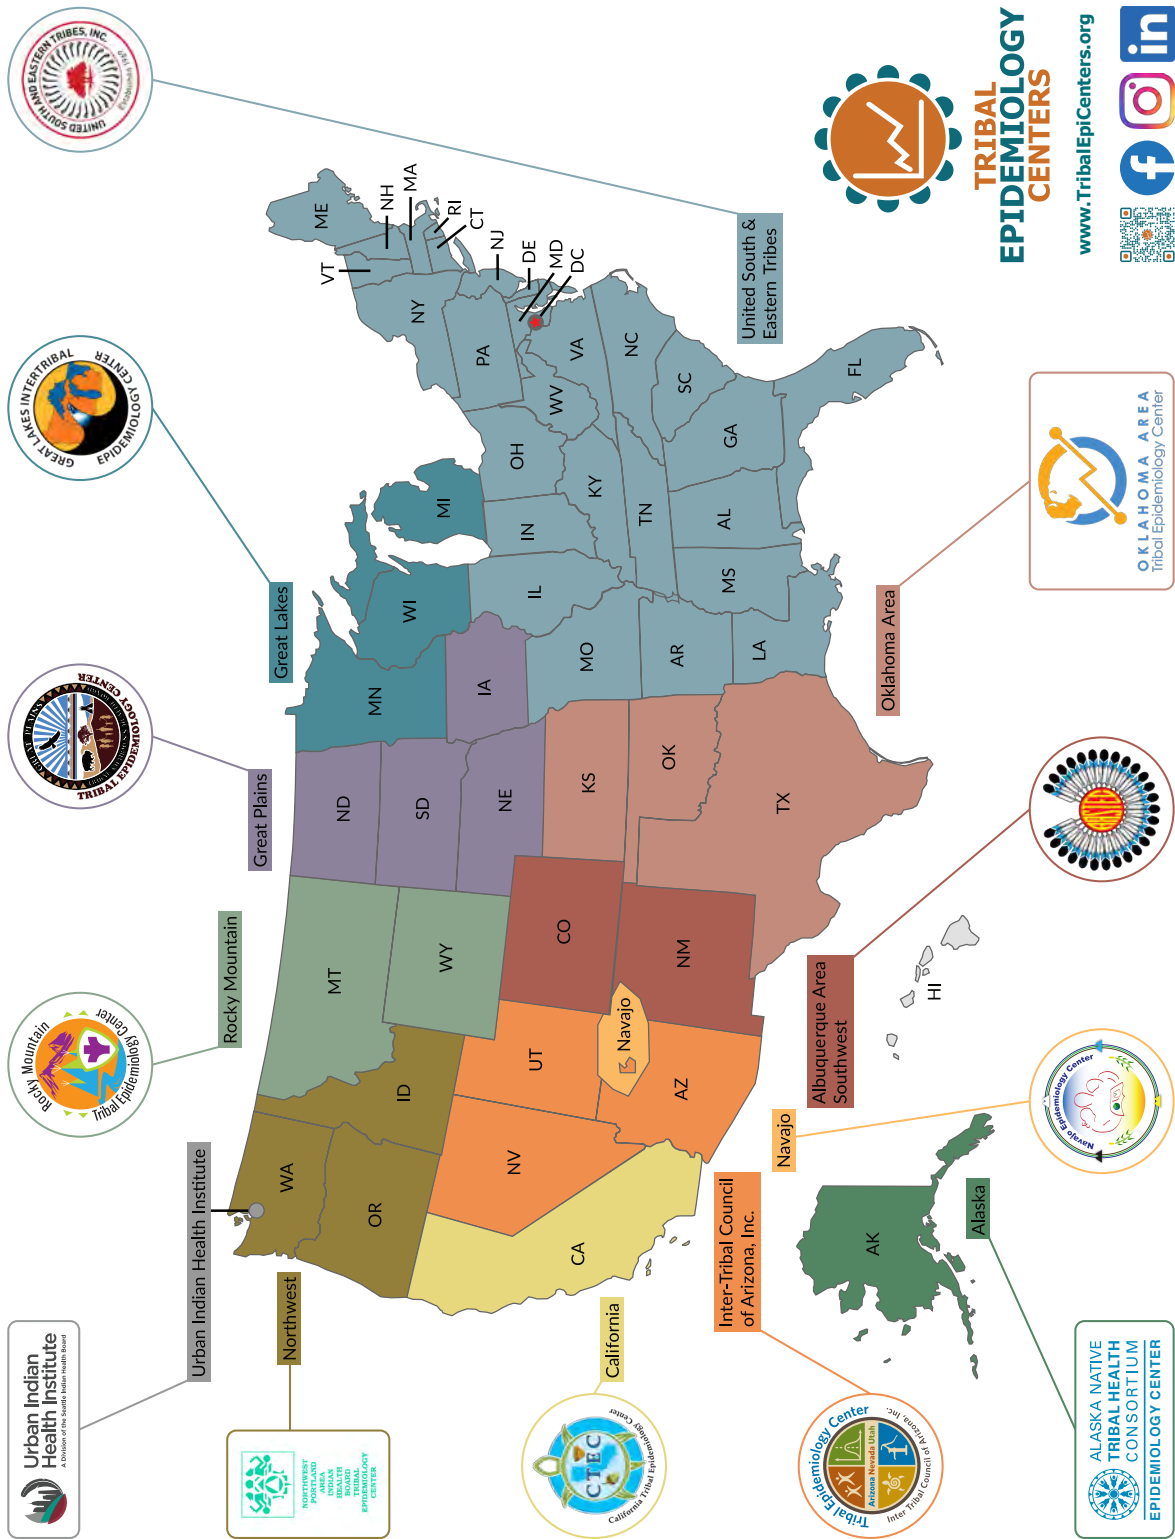 Urban Indian
Health Institute
A Division of the Seattle Indian Health Board
Urban Indian Health Institute
Rocky Mountain
Tribal Epidemiology Center
Rocky Mountain
GREAT PLAINS
TRIBAL EPIDEMIOLOGY CENTER
Great Plains
GREAT LAKES INTERTRIBAL
EPIDEMIOLOGY CENTER
Great Lakes
UNITED SOUTH AND EASTERN TRIBES, INC.
United South &
Eastern Tribes
NORTHWEST
PORTLAND
AREA
INDIAN
HEALTH
BOARD
TRIBAL
EPIDEMIOLOGY
CENTER
Northwest
CTEC
California Tribal Epidemiology Center
California
Tribal Epidemiology Center
Arizona Nevada Utah
Inter Tribal Council of Arizona, Inc.
Inter-Tribal Council
of Arizona, Inc.
ALASKA NATIVE
TRIBAL HEALTH
CONSORTIUM
EPIDEMIOLOGY CENTER
Alaska
Navajo Epidemiology Center
Navajo
Albuquerque Area
Southwest
OKLAHOMA AREA
Tribal Epidemiology Center
Oklahoma Area
WA
OR
ID
MT
WY
CA
NV
UT
AZ
Navajo
CO
NM
ND
SD
NE
IA
KS
OK
TX
MN
WI
MI
MO
AR
LA
IL
IN
OH
KY
TN
MS
AL
GA
FL
SC
NC
VA
WV
PA
NY
VT
ME
NH
MA
RI
CT
NJ
DE
MD
DC
AK
HI
TRIBAL
EPIDEMIOLOGY
CENTERS
www.TribalEpiCenters.org
f
in